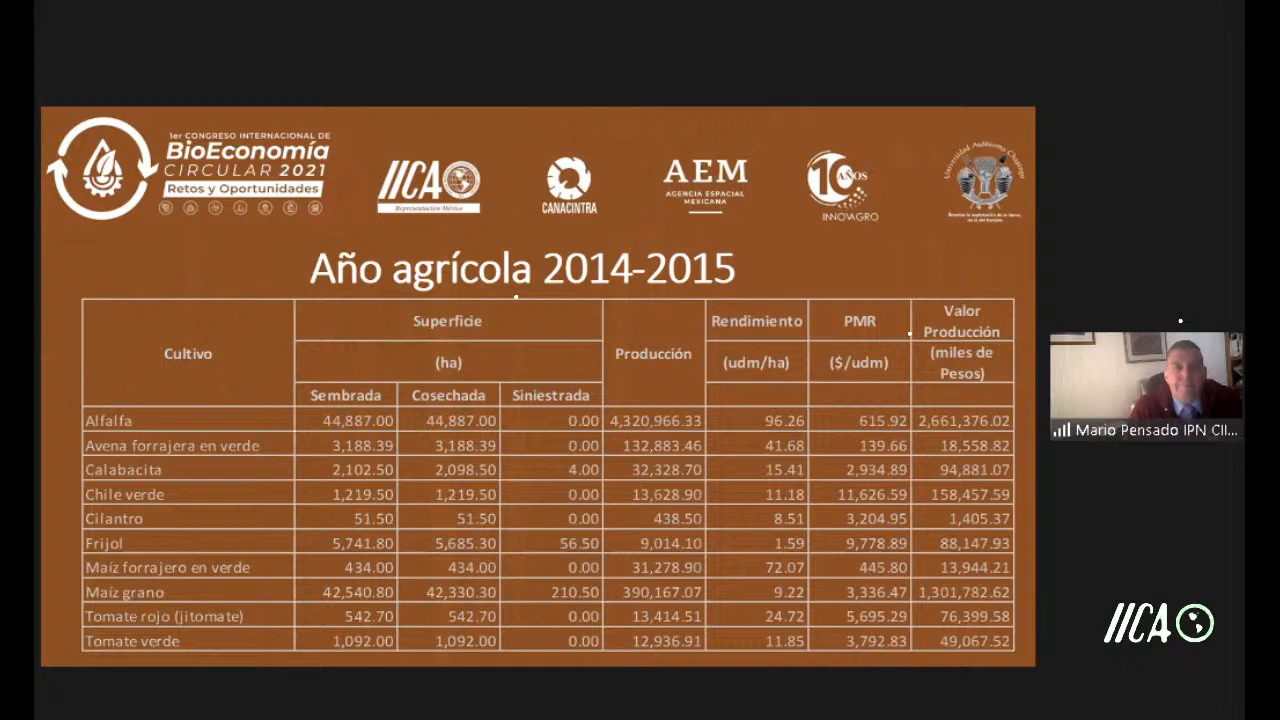 1er CONGRESO INTERNACIONAL DE
BioEconomía
CIRCULAR 2021
Retos y Oportunidades
IICA
Representación México
CANACINTRA
AEM
AGENCIA ESPACIAL
MEXICANA
10 AÑOS
INNOVAGRO
Universidad Autónoma Chapingo
Año agrícola 2014-2015
Cultivo Superficie Producción Rendimiento PMR Valor Producción
(ha) (udm/ha) ($/udm) (miles de Pesos)
Sembrada Cosechada Siniestrada
Alfalfa 44,887.00 44,887.00 0.00 4,320,966.33 96.26 615.92 2,661,376.02
Avena forrajera en verde 3,188.39 3,188.39 0.00 132,883.46 41.68 139.66 18,558.82
Calabacita 2,102.50 2,098.50 4.00 32,328.70 15.41 2,934.89 94,881.07
Chile verde 1,219.50 1,219.50 0.00 13,628.90 11.18 11,626.59 158,457.59
Cilantro 51.50 51.50 0.00 438.50 8.51 3,204.95 1,405.37
Frijol 5,741.80 5,685.30 56.50 9,014.10 1.59 9,778.89 88,147.93
Maíz forrajero en verde 434.00 434.00 0.00 31,278.90 72.07 445.80 13,944.21
Maíz grano 42,540.80 42,330.30 210.50 390,167.07 9.22 3,336.47 1,301,782.62
Tomate rojo (jitomate) 542.70 542.70 0.00 13,414.51 24.72 5,695.29 76,399.58
Tomate verde 1,092.00 1,092.00 0.00 12,936.91 11.85 3,792.83 49,067.52
Mario Pensado IPN CII...
IICA